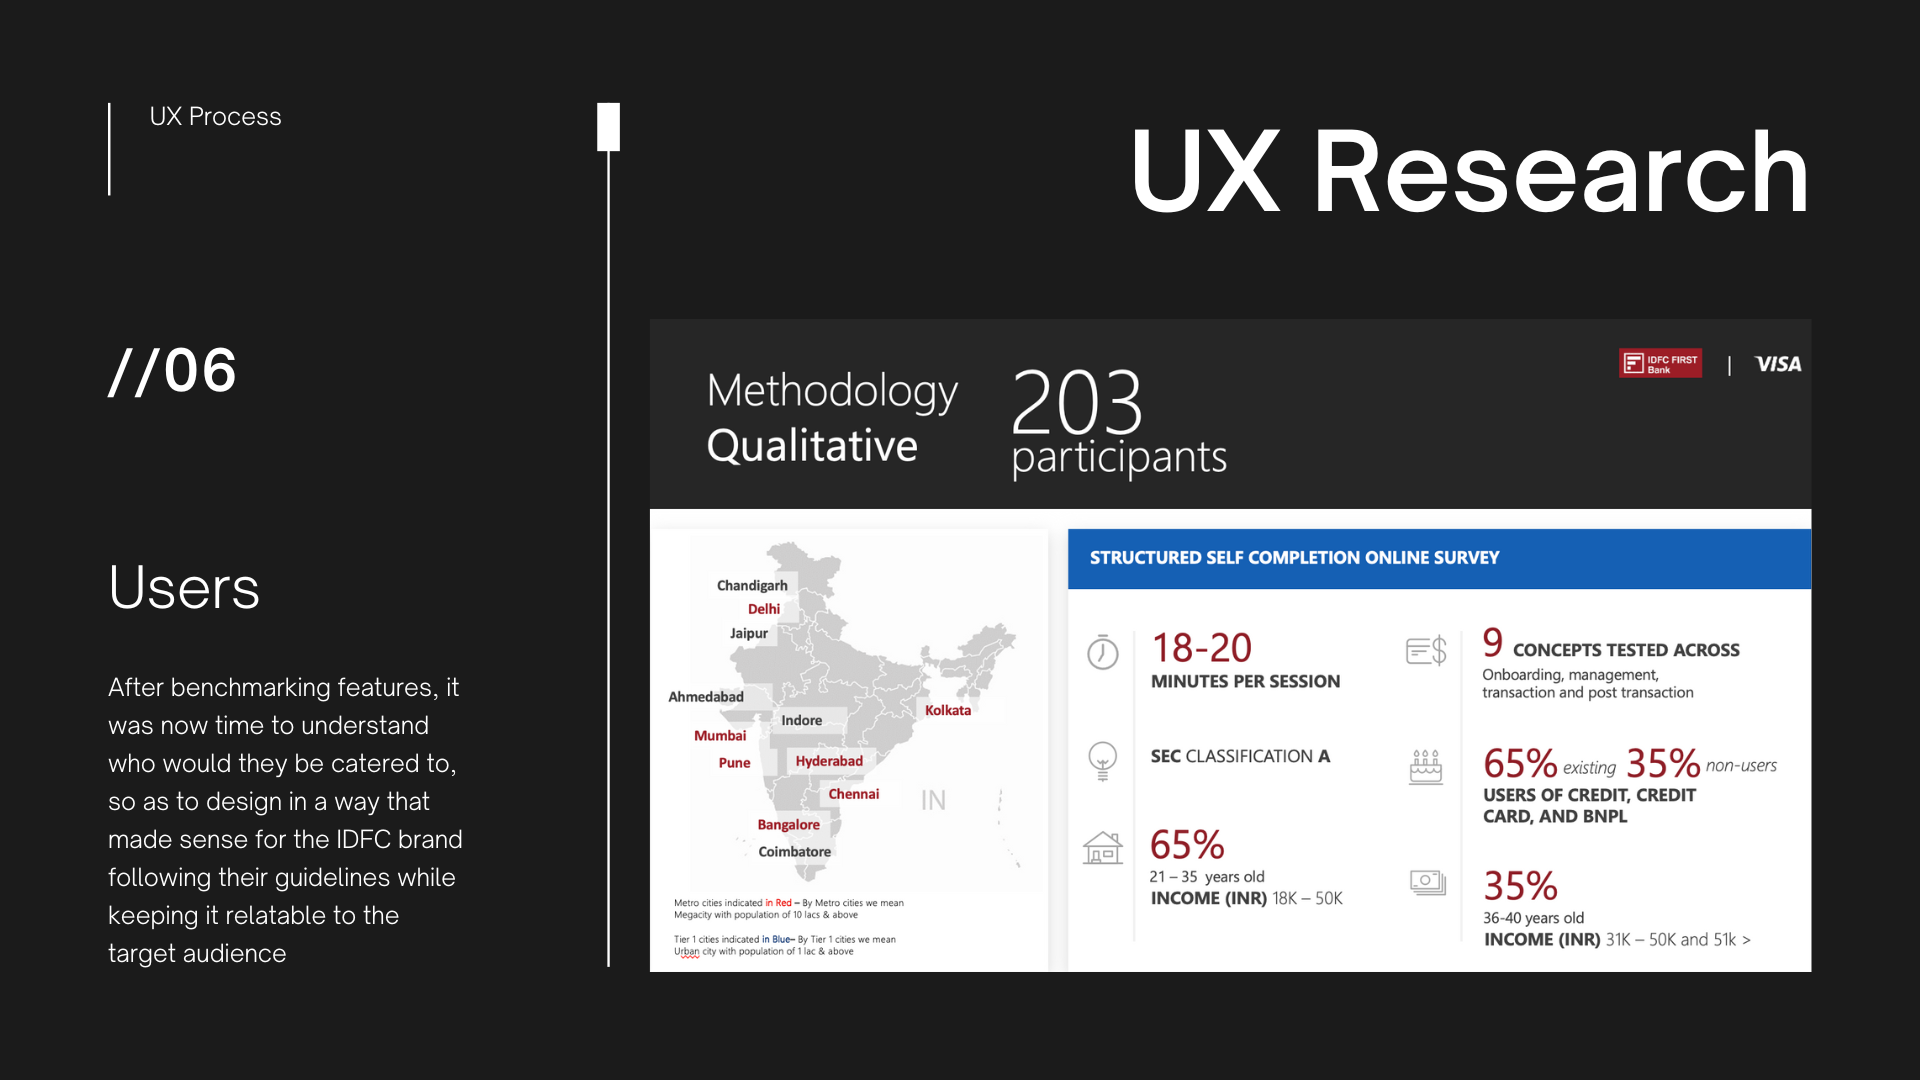 UX Process
UX Research
//06
Users
After benchmarking features, it
was now time to understand
who would they be catered to,
so as to design in a way that
made sense for the IDFC brand
following their guidelines while
keeping it relatable to the
target audience
Methodology
Qualitative
203
participants
IDFC FIRST
Bank
| VISA
Chandigarh
Delhi
Jaipur
Ahmedabad
Indore
Kolkata
Mumbai
Pune
Hyderabad
Chennai
IN
Bangalore
Coimbatore
Metro cities indicated in Red – By Metro cities we mean
Megacity with population of 10 lacs & above
Tier 1 cities indicated in Blue– By Tier 1 cities we mean
Urban city with population of 1 lac & above
STRUCTURED SELF COMPLETION ONLINE SURVEY
18-20
MINUTES PER SESSION
SEC CLASSIFICATION A
65%
21 – 35 years old
INCOME (INR) 18K – 50K
9 CONCEPTS TESTED ACROSS
Onboarding, management,
transaction and post transaction
65% existing 35% non-users
USERS OF CREDIT, CREDIT
CARD, AND BNPL
35%
36-40 years old
INCOME (INR) 31K – 50K and 51k >